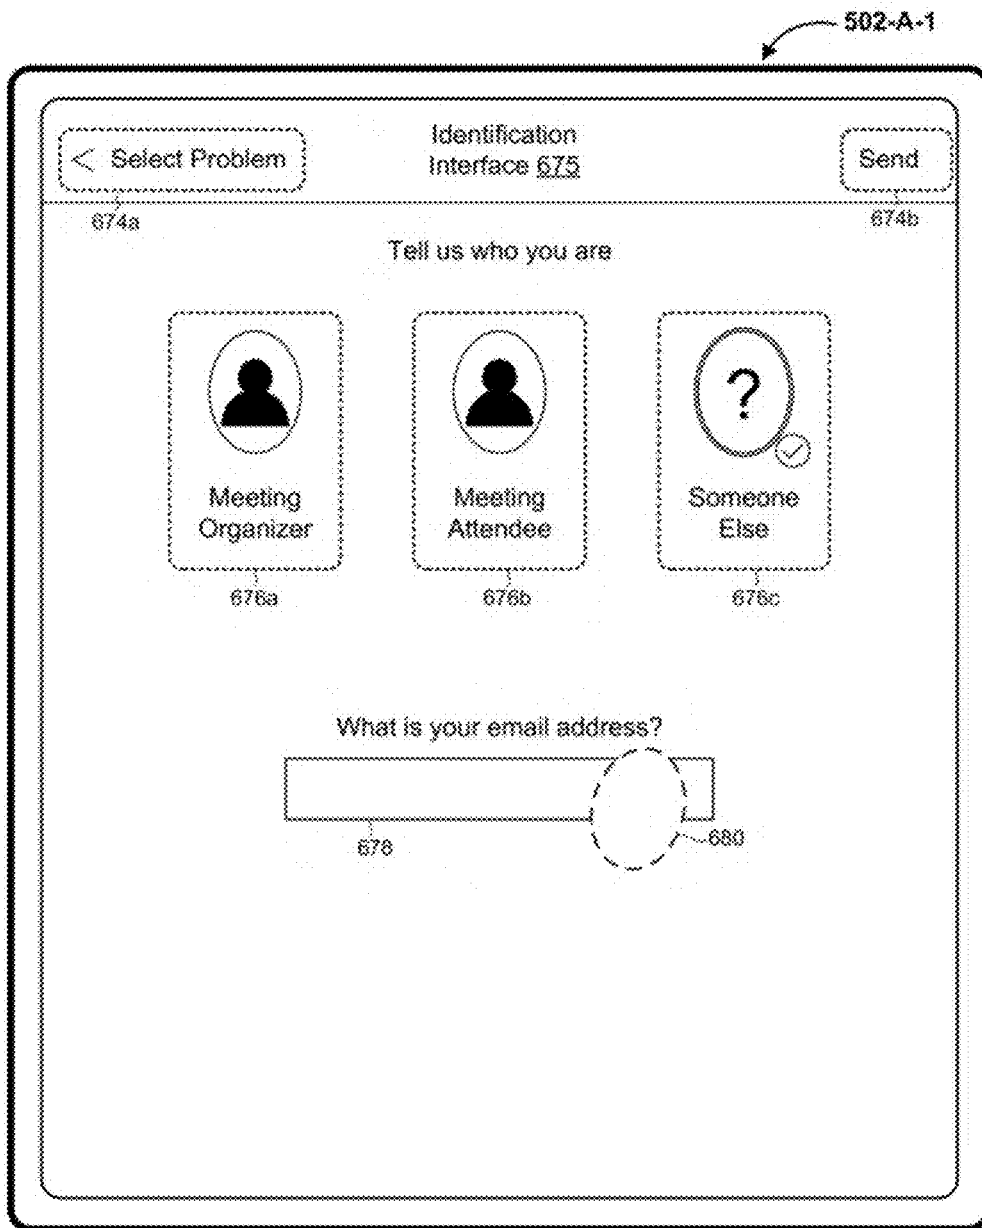 502-A-1
Identification
< Select Problem
Interface 675
Send
674a
674b
Tell us who you are
?
Meeting
Organizer
Meeting
Attendee
Someone
Else
676a
676b
676c
What is your email address?
678
680